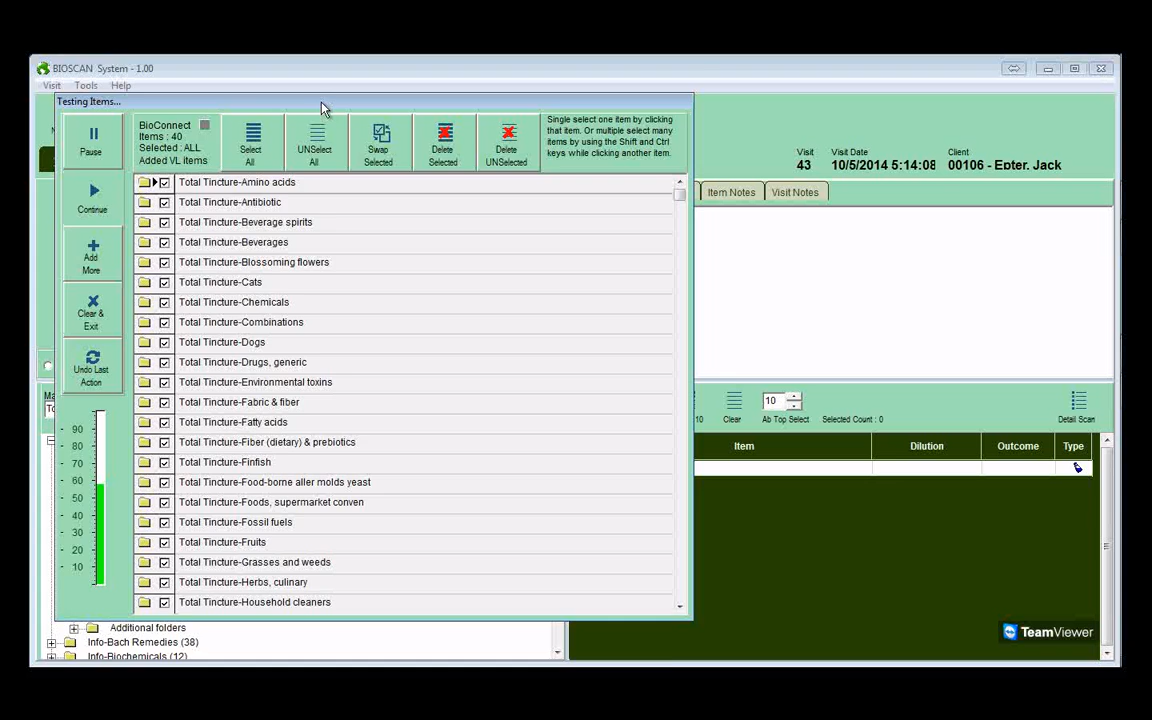 BIOSCAN System - 1.00
Visit Tools Help
Testing Items...
Pause
BioConnect
Items : 40
Selected : ALL
Added VL items
Select
All
UNSelect
All
Swap
Selected
Delete
Selected
Delete
UNSelected
Single select one item by clicking
that item. Or multiple select many
items by using the Shift and Ctrl
keys while clicking another item.
Visit
43
Visit Date
10/5/2014 5:14:08
Client
00106 - Epter, Jack
Item Notes
Visit Notes
Continue
Add
More
Clear &
Exit
Undo Last
Action
90
80
70
60
50
40
30
20
10
Total Tincture-Amino acids
Total Tincture-Antibiotic
Total Tincture-Beverage spirits
Total Tincture-Beverages
Total Tincture-Blossoming flowers
Total Tincture-Cats
Total Tincture-Chemicals
Total Tincture-Combinations
Total Tincture-Dogs
Total Tincture-Drugs, generic
Total Tincture-Environmental toxins
Total Tincture-Fabric & fiber
Total Tincture-Fatty acids
Total Tincture-Fiber (dietary) & prebiotics
Total Tincture-Finfish
Total Tincture-Food-borne aller molds yeast
Total Tincture-Foods, supermarket conven
Total Tincture-Fossil fuels
Total Tincture-Fruits
Total Tincture-Grasses and weeds
Total Tincture-Herbs, culinary
Total Tincture-Household cleaners
10
Clear
10
Ab Top Select
Selected Count : 0
Detail Scan
Item Dilution Outcome Type
Additional folders
Info-Bach Remedies (38)
Info-Biochemicals (12)
TeamViewer